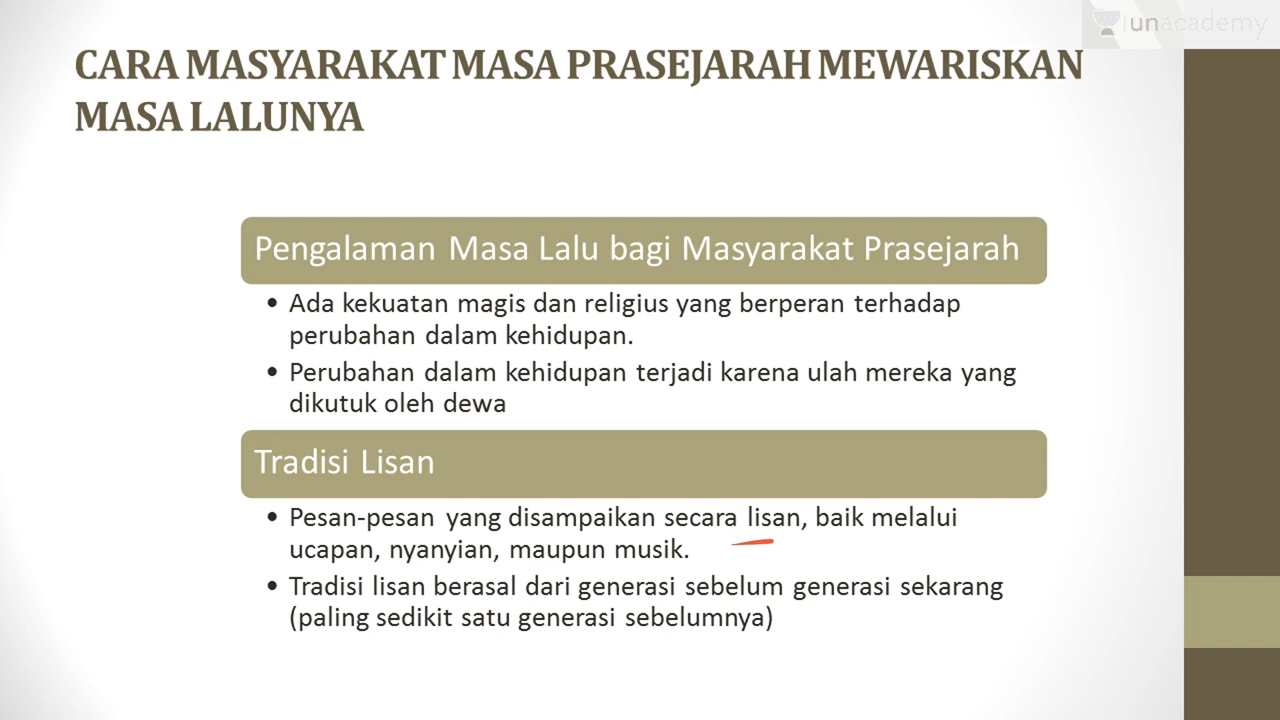 unacademy
CARA MASYARAKAT MASA PRASEJARAH MEWARISKAN
MASA LALUNYA
Pengalaman Masa Lalu bagi Masyarakat Prasejarah
• Ada kekuatan magis dan religius yang berperan terhadap
perubahan dalam kehidupan.
• Perubahan dalam kehidupan terjadi karena ulah mereka yang
dikutuk oleh dewa
Tradisi Lisan
• Pesan-pesan yang disampaikan secara lisan, baik melalui
ucapan, nyanyian, maupun musik.
• Tradisi lisan berasal dari generasi sebelum generasi sekarang
(paling sedikit satu generasi sebelumnya)